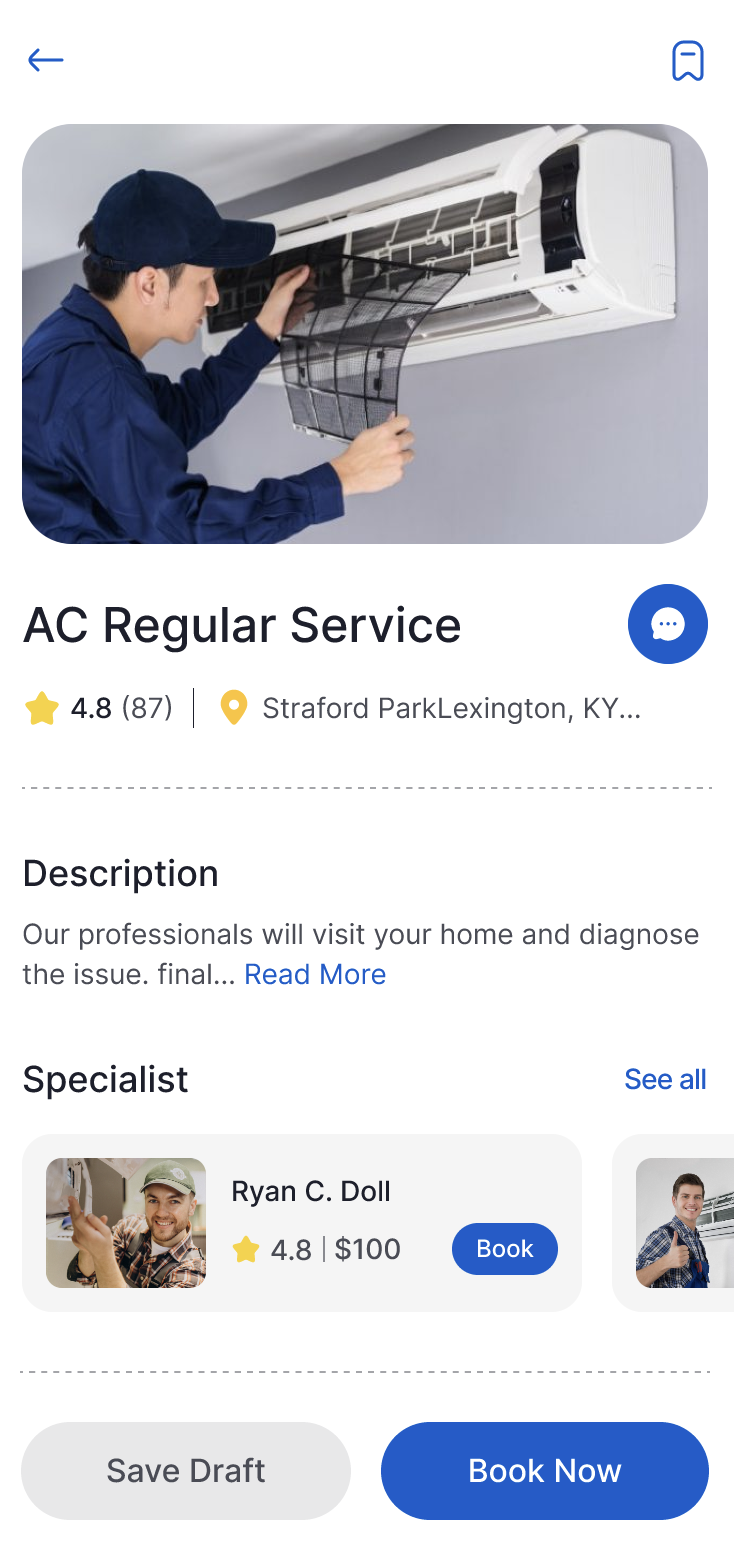 AC Regular Service
4.8 (87)
Straford ParkLexington, KY...
Description
Our professionals will visit your home and diagnose
the issue. final... Read More
Specialist
See all
Ryan C. Doll
4.8 | $100
Book
Save Draft
Book Now